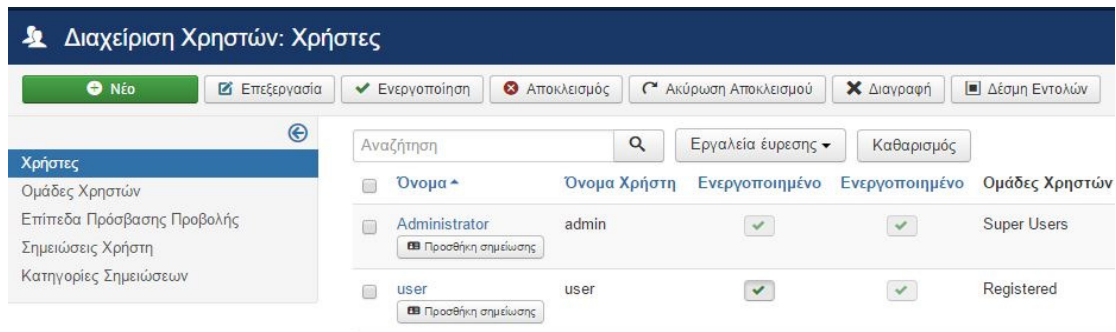 Διαχείριση Χρηστών: Χρήστες
Νέο Επεξεργασία Ενεργοποίηση Αποκλεισμός Ακύρωση Αποκλεισμού Διαγραφή Δέσμη Εντολών
Χρήστες
Ομάδες Χρηστών
Επίπεδα Πρόσβασης Προβολής
Σημειώσεις Χρήστη
Κατηγορίες Σημειώσεων
Αναζήτηση Εργαλεία έυρεσης Καθαρισμός
Όνομα Όνομα Χρήστη Ενεργοποιημένο Ενεργοποιημένο Ομάδες Χρηστών
Administrator admin Super Users
Προσθήκη σημείωσης
user user Registered
Προσθήκη σημείωσης